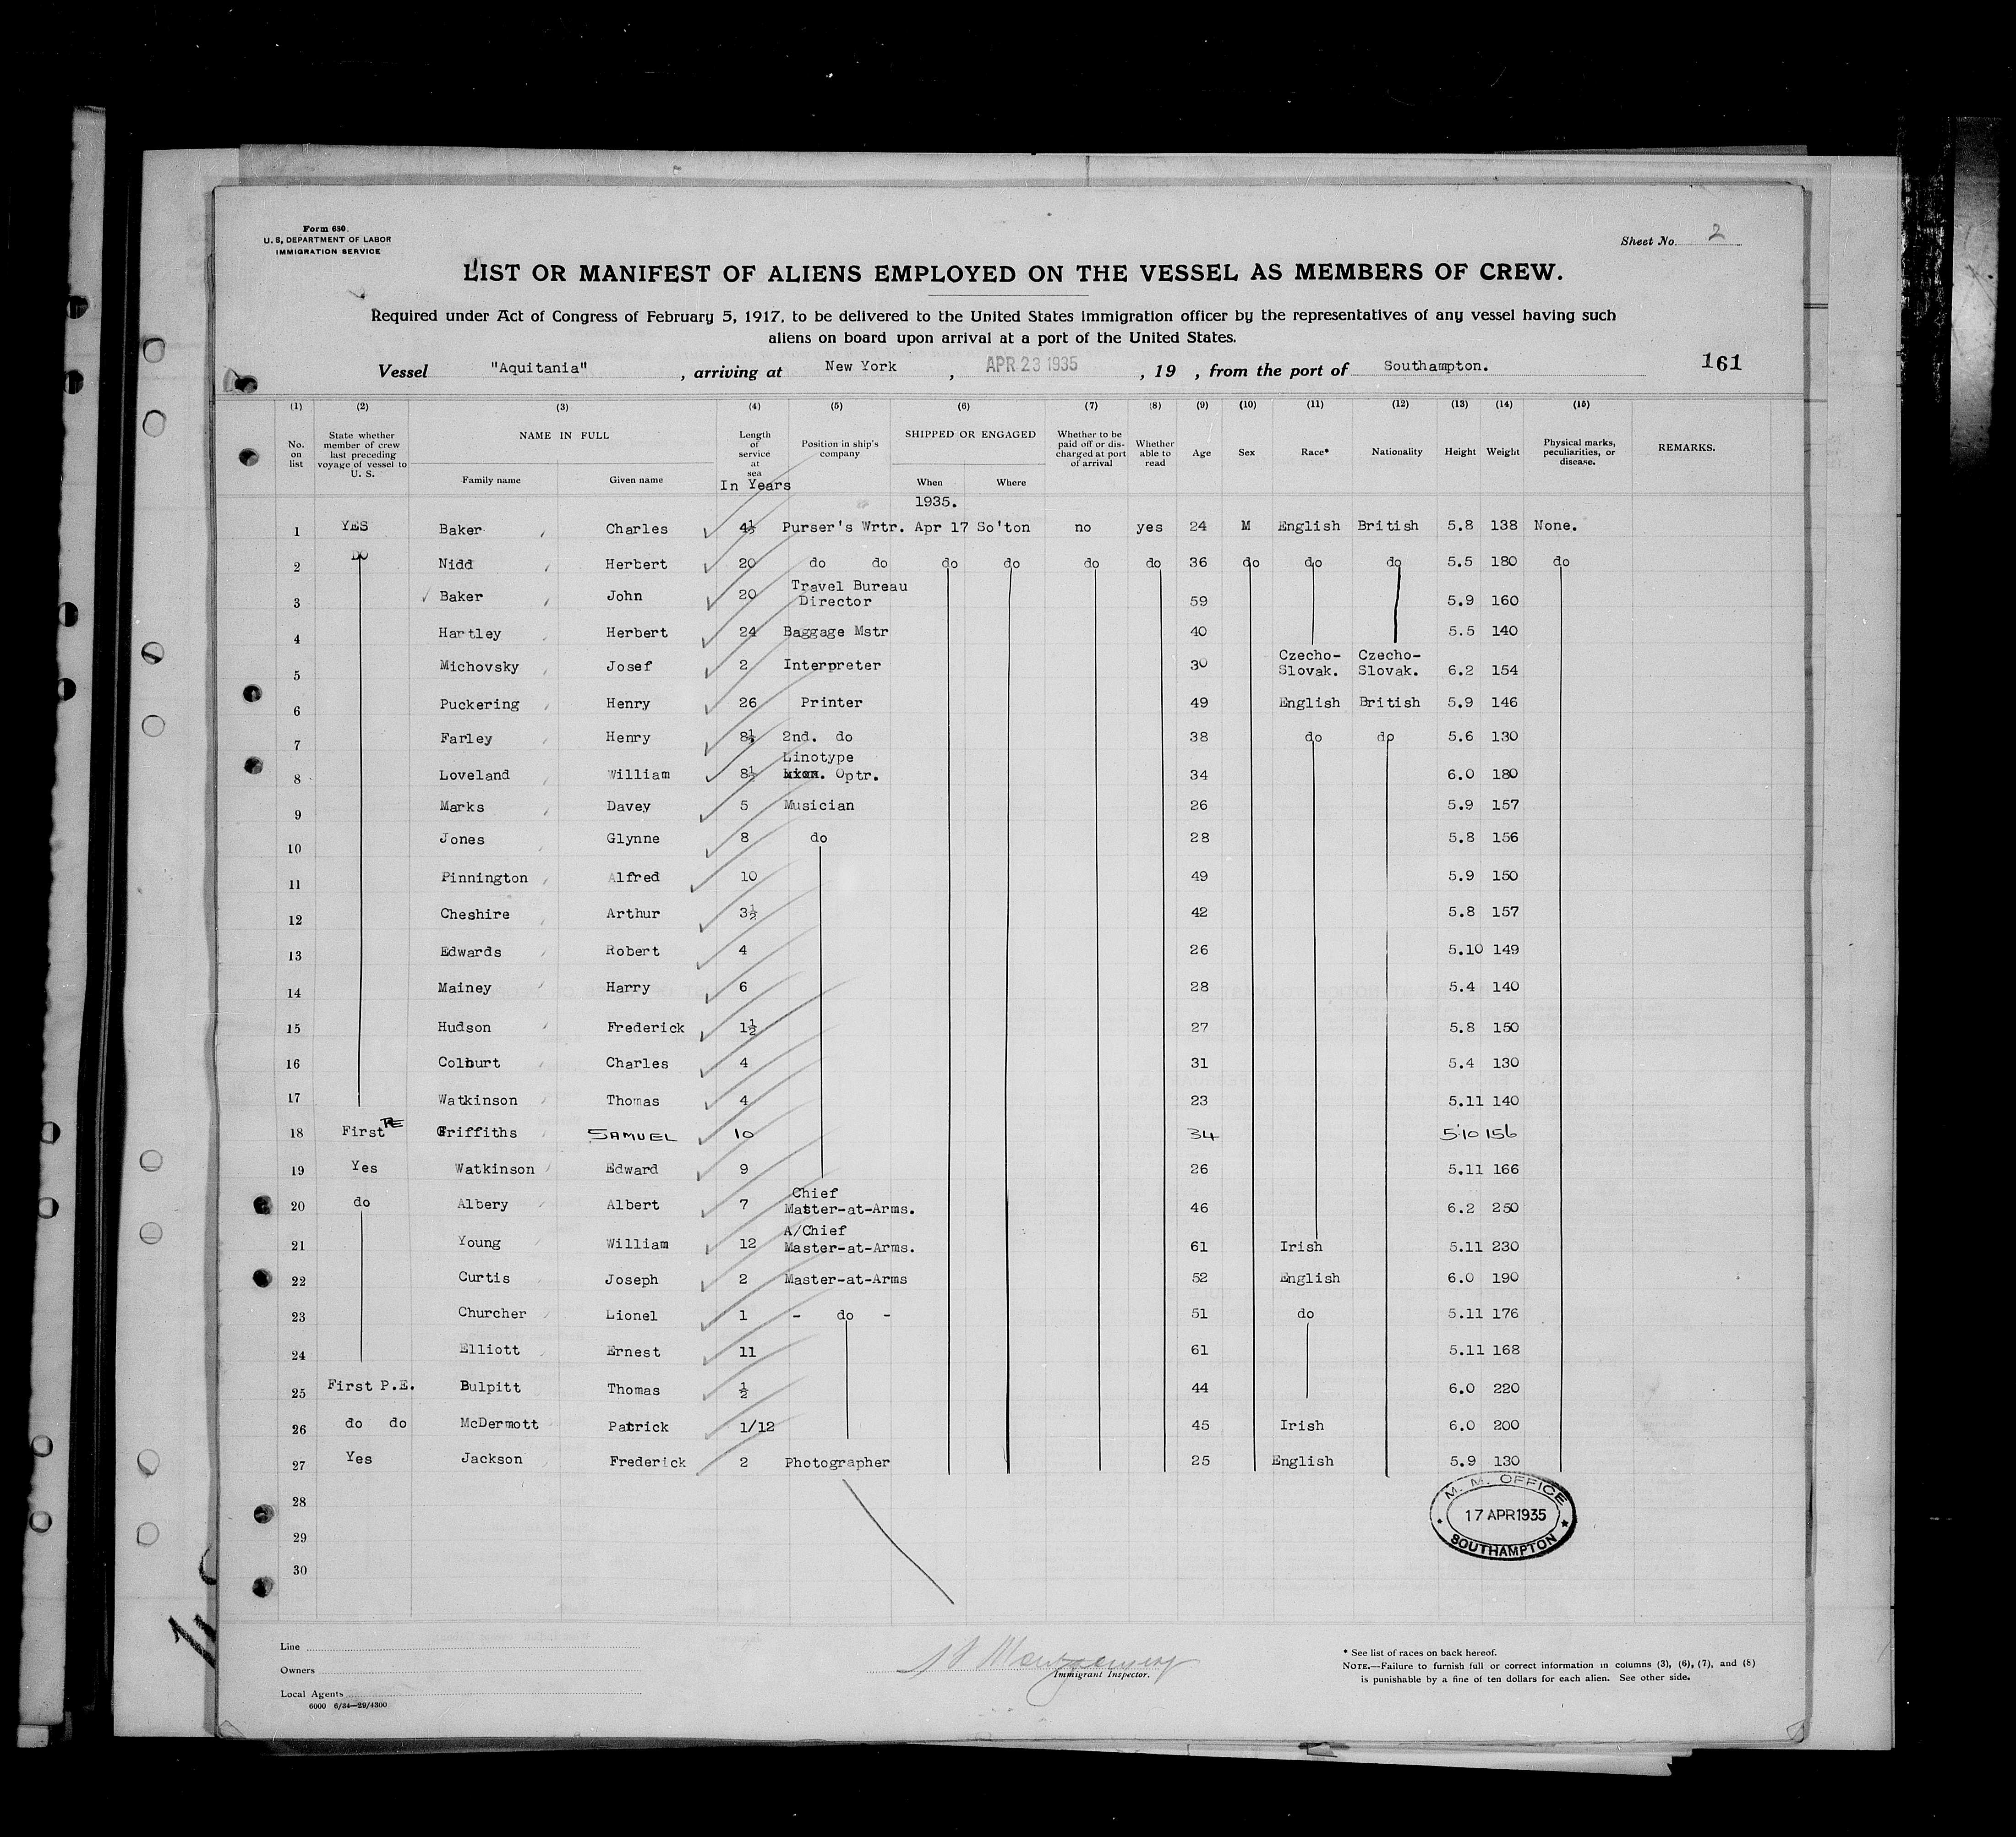 Form 680.
U. S. DEPARTMENT OF LABOR
IMMIGRATION SERVICE
Sheet No. 2
LIST OR MANIFEST OF ALIENS EMPLOYED ON THE VESSEL AS MEMBERS OF CREW.
Required under Act of Congress of February 5, 1917, to be delivered to the United States immigration officer by the representatives of any vessel having such
aliens on board upon arrival at a port of the United States.
Vessel "Aquitania" , arriving at New York , APR 23 1935 , 19 , from the port of Southampton. 161
(1) (2) (3) (4) (5) (6) (7) (8) (9) (10) (11) (12) (13) (14) (15)
No. on list State whether member of crew last preceding voyage of vessel to U. S. NAME IN FULL Family name Given name Length of service at sea In Years Position in ship's company SHIPPED OR ENGAGED When Where Whether to be paid off or discharged at port of arrival Whether able to read Age Sex Race* Nationality Height Weight Physical marks, peculiarities, or disease. REMARKS.
1935.
1 YES Baker Charles 4½ Purser's Wrtr. Apr 17 So'ton no yes 24 M English British 5.8 138 None.
2 DO Nidd Herbert 20 do do do do do do 36 do do do 5.5 180 do
3 Baker John 20 Travel Bureau Director 59 5.9 160
4 Hartley Herbert 24 Baggage Mstr 40 5.5 140
5 Michovsky Josef 2 Interpreter 30 Czecho-Slovak. Czecho-Slovak. 6.2 154
6 Puckering Henry 26 Printer 49 English British 5.9 146
7 Farley Henry 8½ 2nd. do 38 do do 5.6 130
8 Loveland William 8½ Linotype Optr. 34 6.0 180
9 Marks Davey 5 Musician 26 5.9 157
10 Jones Glynne 8 do 28 5.8 156
11 Pinnington Alfred 10 49 5.9 150
12 Cheshire Arthur 3½ 42 5.8 157
13 Edwards Robert 4 26 5.10 149
14 Mainey Harry 6 28 5.4 140
15 Hudson Frederick 1½ 27 5.8 150
16 Charles 4 31 5.4 130
17 Watkinson Thomas 4 23 5.11 140
18 First Griffiths SAMUEL 10 34 5'10 156
19 Yes Watkinson Edward 9 26 5.11 166
20 do Albery Albert 7 Chief Master-at-Arms. 46 6.2 250
21 Young William 12 A/Chief Master-at-Arms. 61 Irish 5.11 230
22 Curtis Joseph 2 Master-at-Arms 52 English 6.0 190
23 Churcher Lionel 1 - do - 51 do 5.11 176
24 Elliott Ernest 11 61 5.11 168
25 First P.E. Bulpitt Thomas ½ 44 6.0 220
26 do do McDermott Patrick 1/12 45 Irish 6.0 200
27 Yes Jackson Frederick 2 Photographer 25 English 5.9 130
28
29
30
M. M. OFFICE
17 APR 1935
SOUTHAMPTON
Line
Owners
Local Agents
6000 6/34—29/4300
Montgomery
Immigrant Inspector.
* See list of races on back hereof.
NOTE.—Failure to furnish full or correct information in columns (3), (6), (7), and (8)
is punishable by a fine of ten dollars for each alien. See other side.